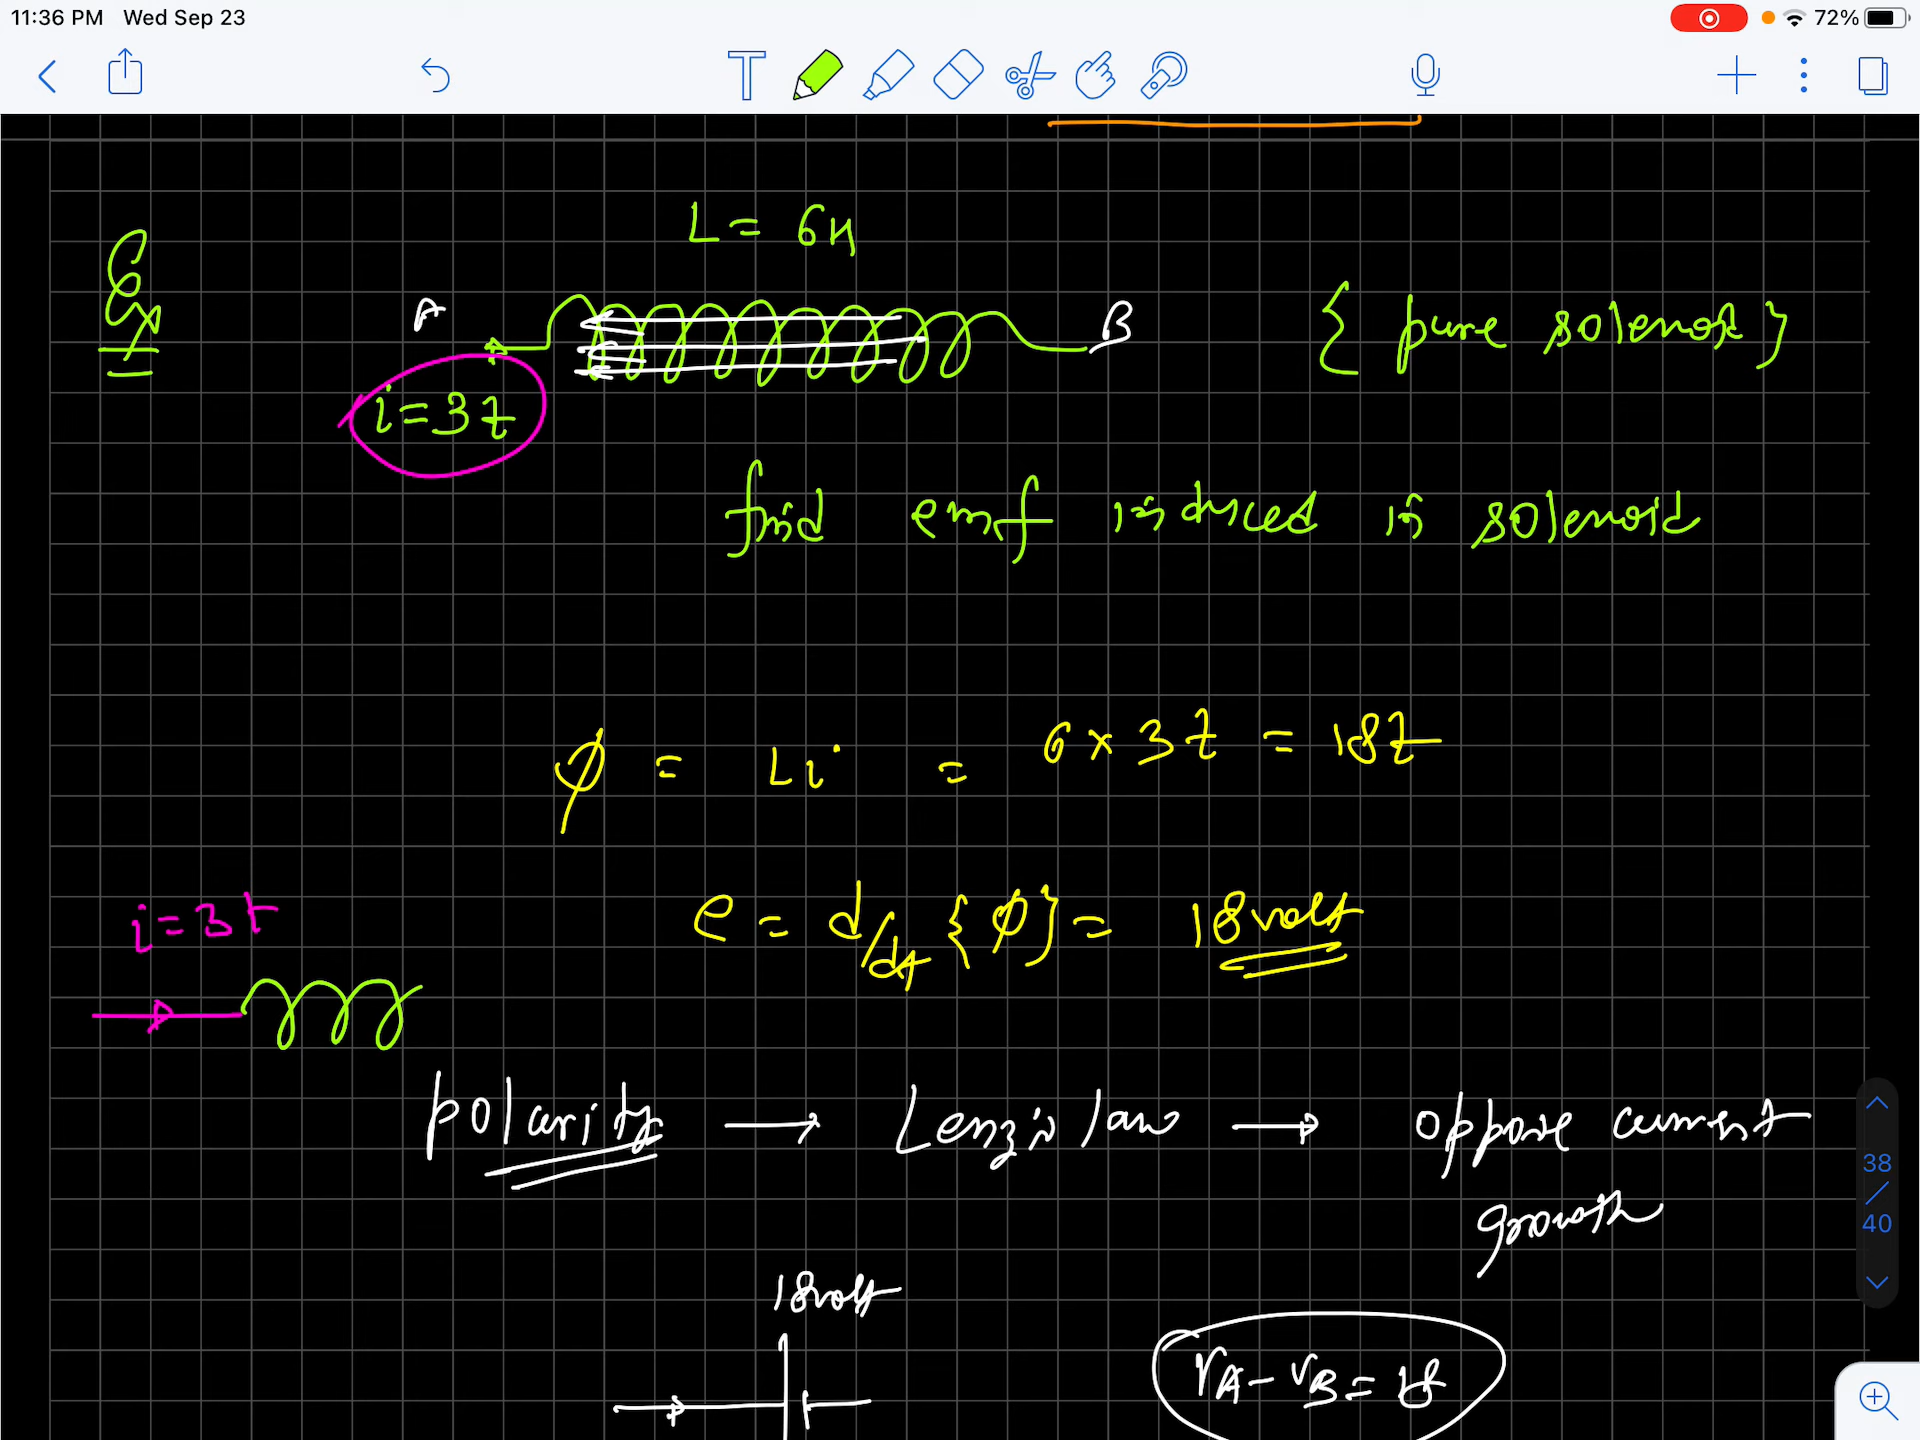 11:36 PM Wed Sep 23
72%
T
Ex
L = 6H
A
B
{ pure solenoid }
i = 3t
find emf induced in solenoid
φ = Li = 6 × 3t = 18t
i = 3t
e = d/dt {φ} = 18 volt
polarity → Lenz's law → oppose current
growth
38
/
40
18 volt
VA - VB = 18